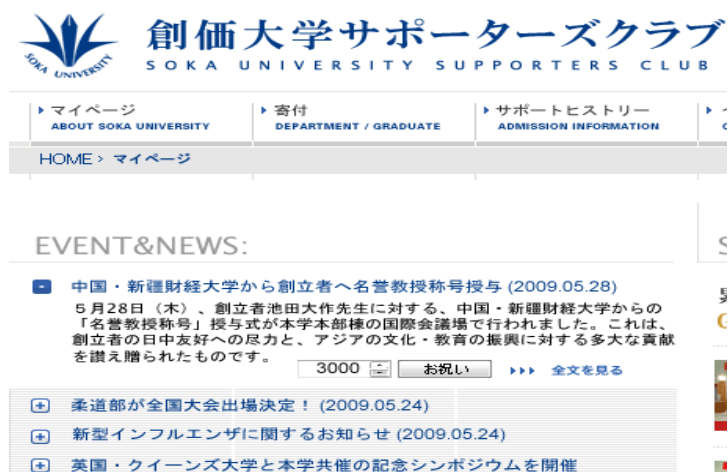 創価大学サポーターズクラブ
SOKA UNIVERSITY SUPPORTERS CLUB
SOKA UNIVERSITY
マイページ
ABOUT SOKA UNIVERSITY
寄付
DEPARTMENT / GRADUATE
サポートヒストリー
ADMISSION INFORMATION
HOME > マイページ
EVENT&NEWS:
中国・新疆財経大学から創立者へ名誉教授称号授与 (2009.05.28)
5月28日（木）、創立者池田大作先生に対する、中国・新疆財経大学からの
「名誉教授称号」授与式が本学本部棟の国際会議場で行われました。これは、
創立者の日中友好への尽力と、アジアの文化・教育の振興に対する多大な貢献
を讃え贈られたものです。
3000 お祝い 全文を見る
柔道部が全国大会出場決定！(2009.05.24)
新型インフルエンザに関するお知らせ (2009.05.24)
英国・クイーンズ大学と本学共催の記念シンポジウムを開催